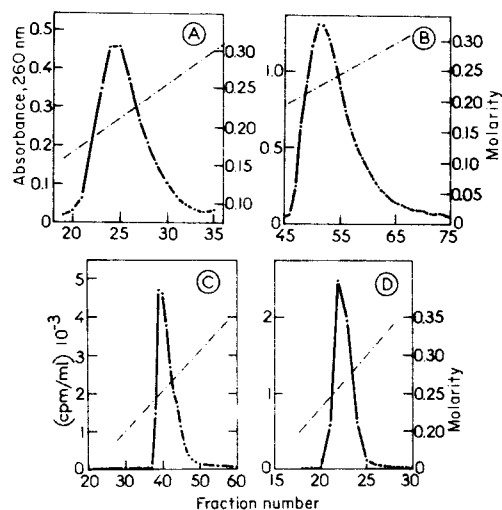 0.5
0.4
0.3
0.2
0.1
0
Absorbance, 260 nm
A
0.30
0.25
0.20
0.15
0.10
20 25 30 35
1.0
0.5
0
B
0.30
0.25
0.20
0.15
0.10
0.05
0
Molarity
45 55 65 75
5
4
3
2
1
0
(cpm/ml) 10⁻³
C
20 30 40 50 60
2
1
0
D
0.35
0.30
0.25
0.20
Molarity
15 20 25 30
Fraction number